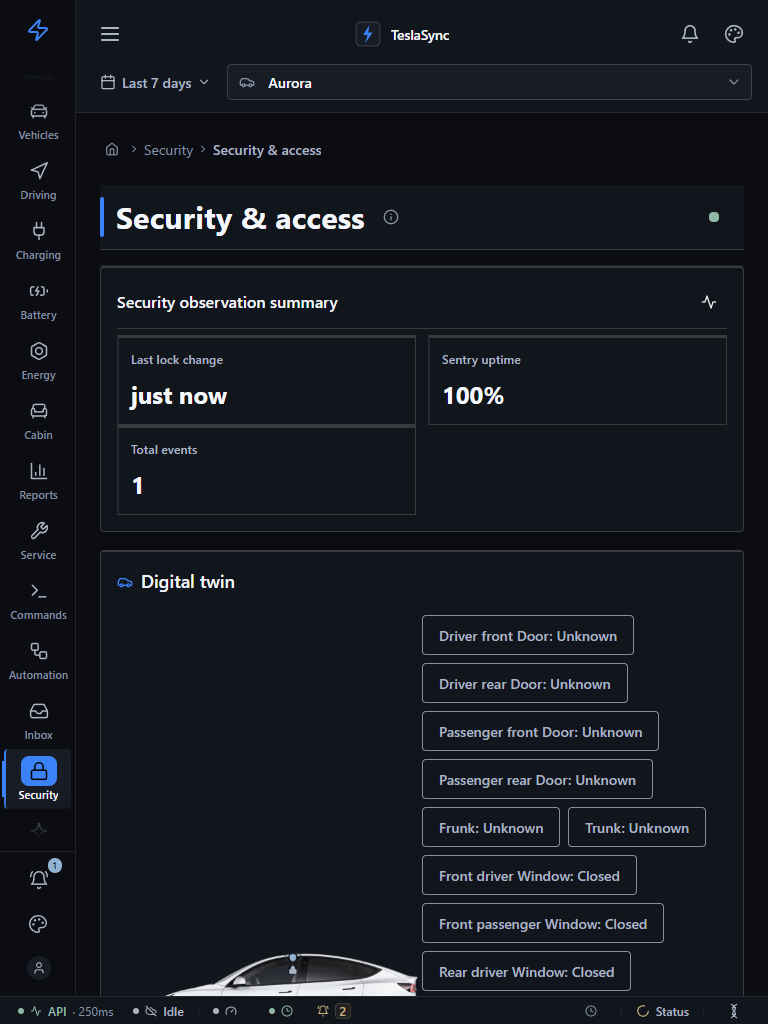 TeslaSync
Last 7 days
Aurora
Home
Vehicles
Driving
Charging
Battery
Energy
Cabin
Reports
Service
Commands
Automation
Inbox
Security
1
Security
Security & access
Security & access
Security observation summary
Last lock change
just now
Sentry uptime
100%
Total events
1
Digital twin
Driver front Door: Unknown
Driver rear Door: Unknown
Passenger front Door: Unknown
Passenger rear Door: Unknown
Frunk: Unknown
Trunk: Unknown
Front driver Window: Closed
Front passenger Window: Closed
Rear driver Window: Closed
API · 250ms
Idle
2
Status